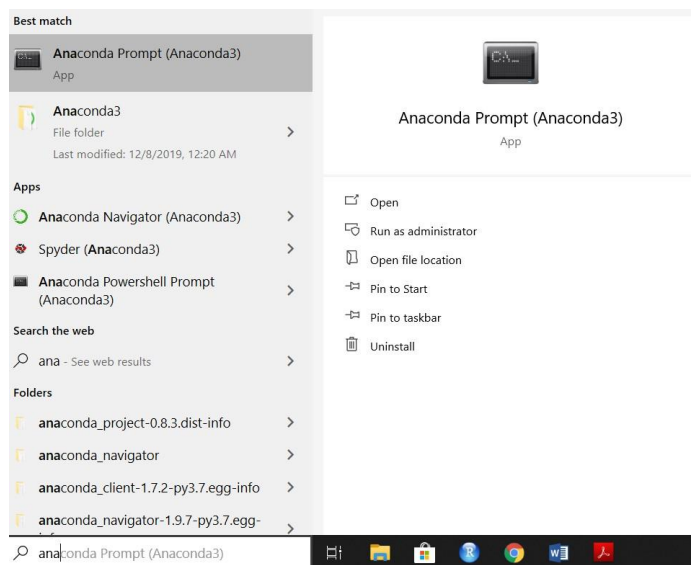 Best match
Anaconda Prompt (Anaconda3)
App
Anaconda3
File folder
Last modified: 12/8/2019, 12:20 AM
Apps
Anaconda Navigator (Anaconda3)
Spyder (Anaconda3)
Anaconda Powershell Prompt
(Anaconda3)
Search the web
ana - See web results
Folders
anaconda_project-0.8.3.dist-info
anaconda_navigator
anaconda_client-1.7.2-py3.7.egg-info
anaconda_navigator-1.9.7-py3.7.egg-
anaconda Prompt (Anaconda3)
C:\_
Anaconda Prompt (Anaconda3)
App
Open
Run as administrator
Open file location
Pin to Start
Pin to taskbar
Uninstall